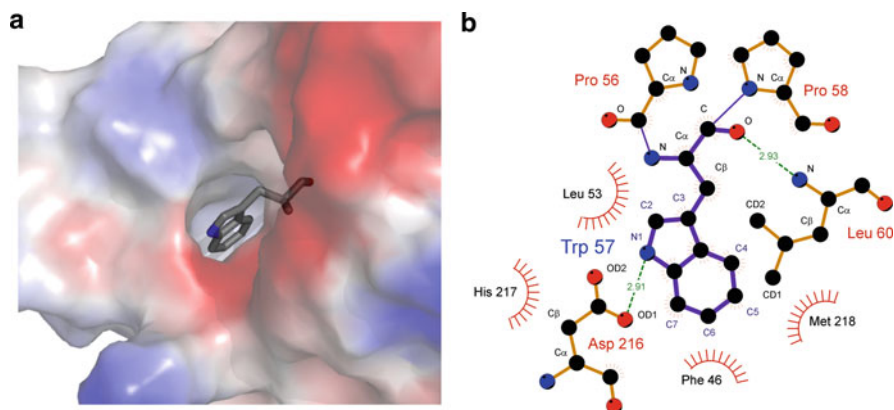 a
b
Pro 56
Cα
N
N
Cα
Pro 58
O
C
O
N
Cα
2.93
N
Cβ
Leu 53
C2
C3
CD2
Cβ
Cα
Leu 60
Trp 57
N1
C4
CD1
His 217
OD2
2.91
C5
Met 218
Cβ
OD1
C7
C6
Asp 216
Cα
Phe 46